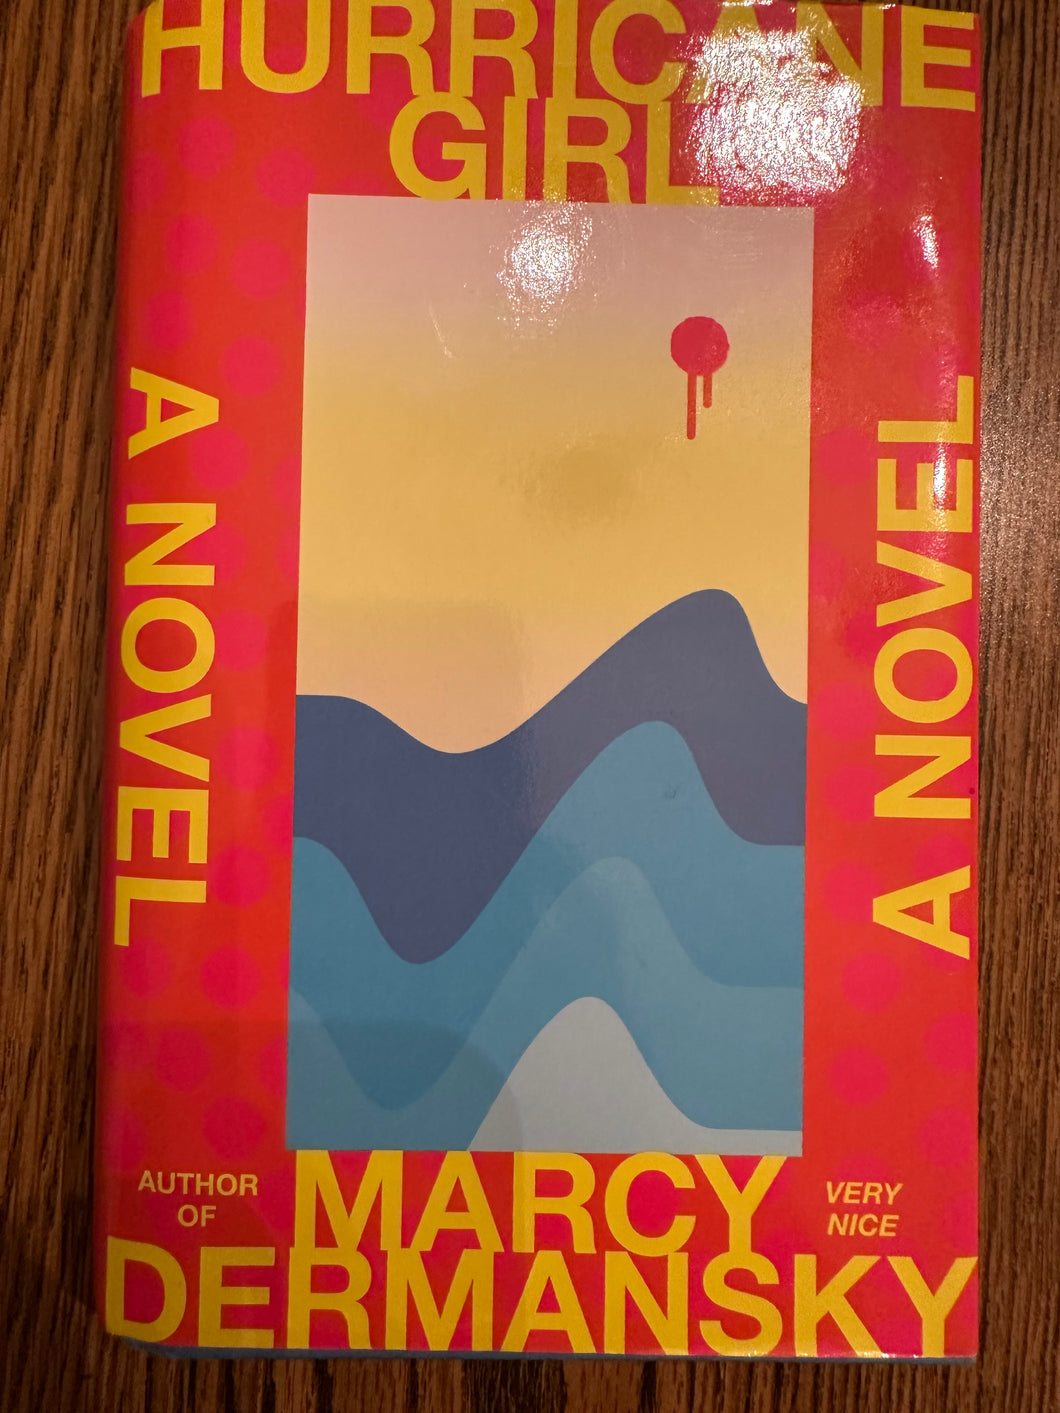 HURRICANE
GIRL
A NOVEL
A NOVEL
AUTHOR
OF
MARCY
VERY
NICE
DERMANSKY